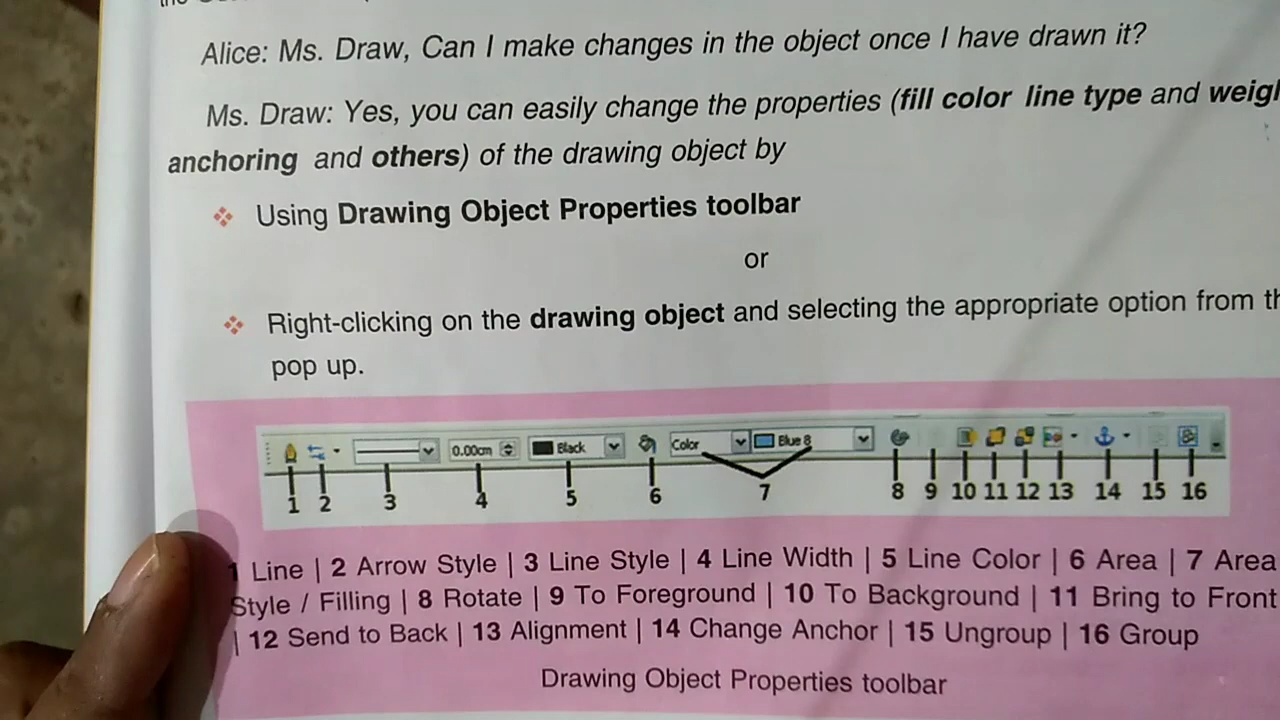 Alice: Ms. Draw, Can I make changes in the object once I have drawn it?
Ms. Draw: Yes, you can easily change the properties (fill color line type and
anchoring and others) of the drawing object by
❖ Using Drawing Object Properties toolbar
or
❖ Right-clicking on the drawing object and selecting the appropriate option from
pop up.
0.00cm Black Color Blue 8
1 2 3 4 5 6 7 8 9 10 11 12 13 14 15 16
1 Line | 2 Arrow Style | 3 Line Style | 4 Line Width | 5 Line Color | 6 Area | 7 Area
Style / Filling | 8 Rotate | 9 To Foreground | 10 To Background | 11 Bring to Front
| 12 Send to Back | 13 Alignment | 14 Change Anchor | 15 Ungroup | 16 Group
Drawing Object Properties toolbar